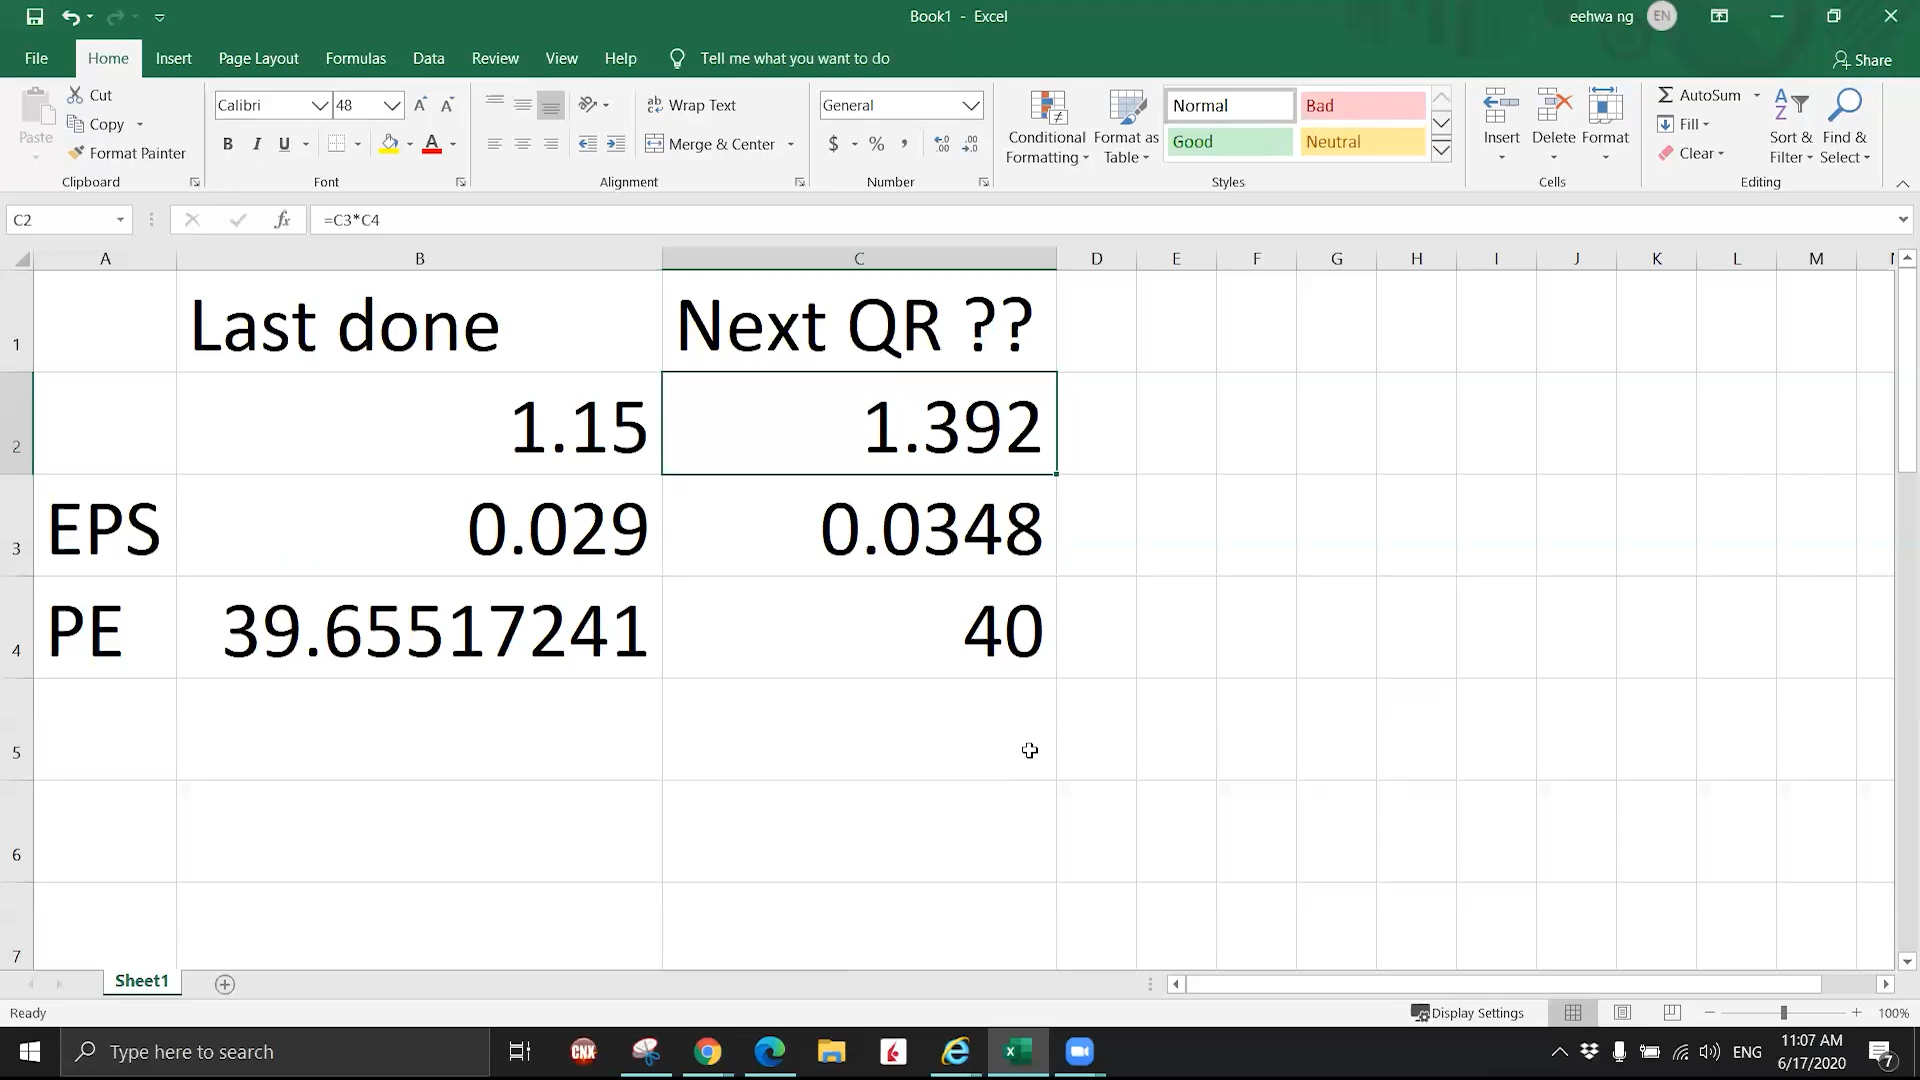 Book1 - Excel
eehwa ng
EN
File
Home
Insert
Page Layout
Formulas
Data
Review
View
Help
Tell me what you want to do
Share
Paste
Cut
Copy
Format Painter
Clipboard
Calibri
48
B I U
Font
Wrap Text
Merge & Center
Alignment
General
$ % ,
Number
Conditional Formatting
Format as Table
Normal
Bad
Good
Neutral
Styles
Insert
Delete
Format
Cells
AutoSum
Fill
Clear
Sort & Filter
Find & Select
Editing
C2
fx
=C3*C4
A B C D E F G H I J K L M
1 Last done Next QR ??
2 1.15 1.392
3 EPS 0.029 0.0348
4 PE 39.65517241 40
5
6
7
Sheet1
Ready
Display Settings
100%
Type here to search
CNX
ENG
11:07 AM
6/17/2020
7